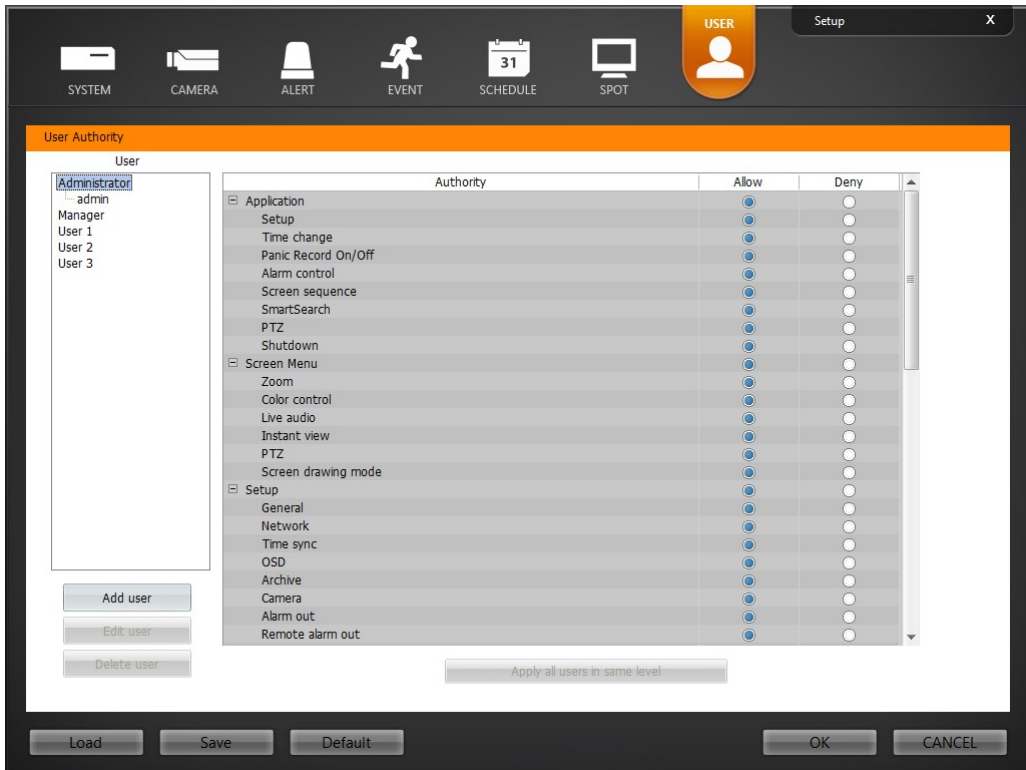 USER
Setup X
31
SYSTEM CAMERA ALERT EVENT SCHEDULE SPOT
User Authority
User
Administrator
admin
Manager
User 1
User 2
User 3
Authority Allow Deny
Application
Setup
Time change
Panic Record On/Off
Alarm control
Screen sequence
SmartSearch
PTZ
Shutdown
Screen Menu
Zoom
Color control
Live audio
Instant view
PTZ
Screen drawing mode
Setup
General
Network
Time sync
OSD
Archive
Camera
Alarm out
Remote alarm out
Add user
Edit user
Delete user
Apply all users in same level
Load Save Default OK CANCEL